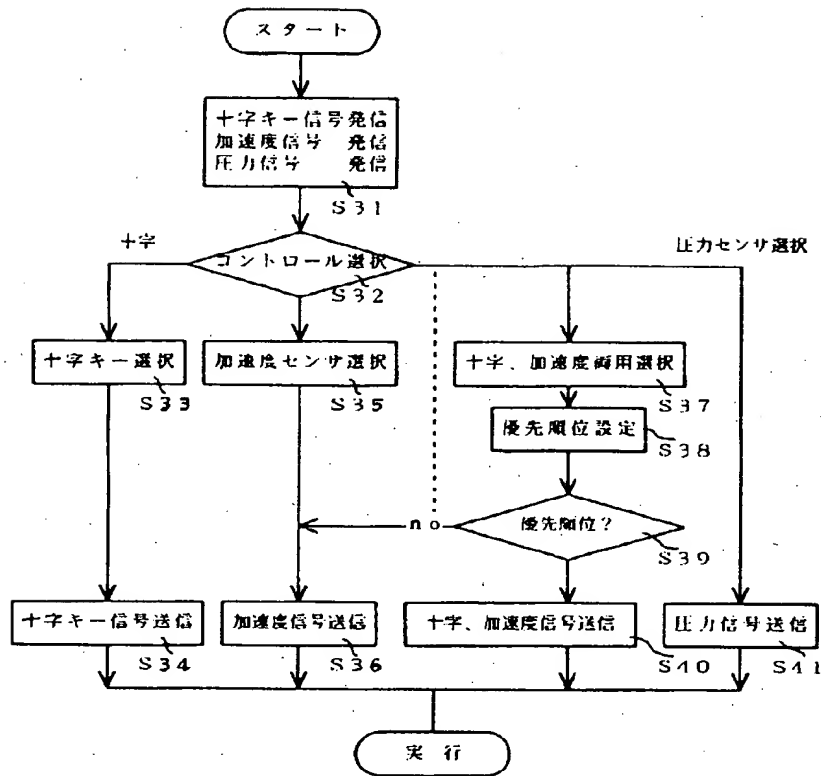 スタート
十字キー信号発信
加速度信号 発信
圧力信号 発信
S31
十字
圧力センサ選択
コントロール選択
S32
十字キー選択
S33
加速度センサ選択
S35
十字、加速度両用選択
S37
優先順位設定
S38
no
優先順位?
S39
十字キー信号送信
S34
加速度信号送信
S36
十字、加速度信号送信
S40
圧力信号送信
S41
実行